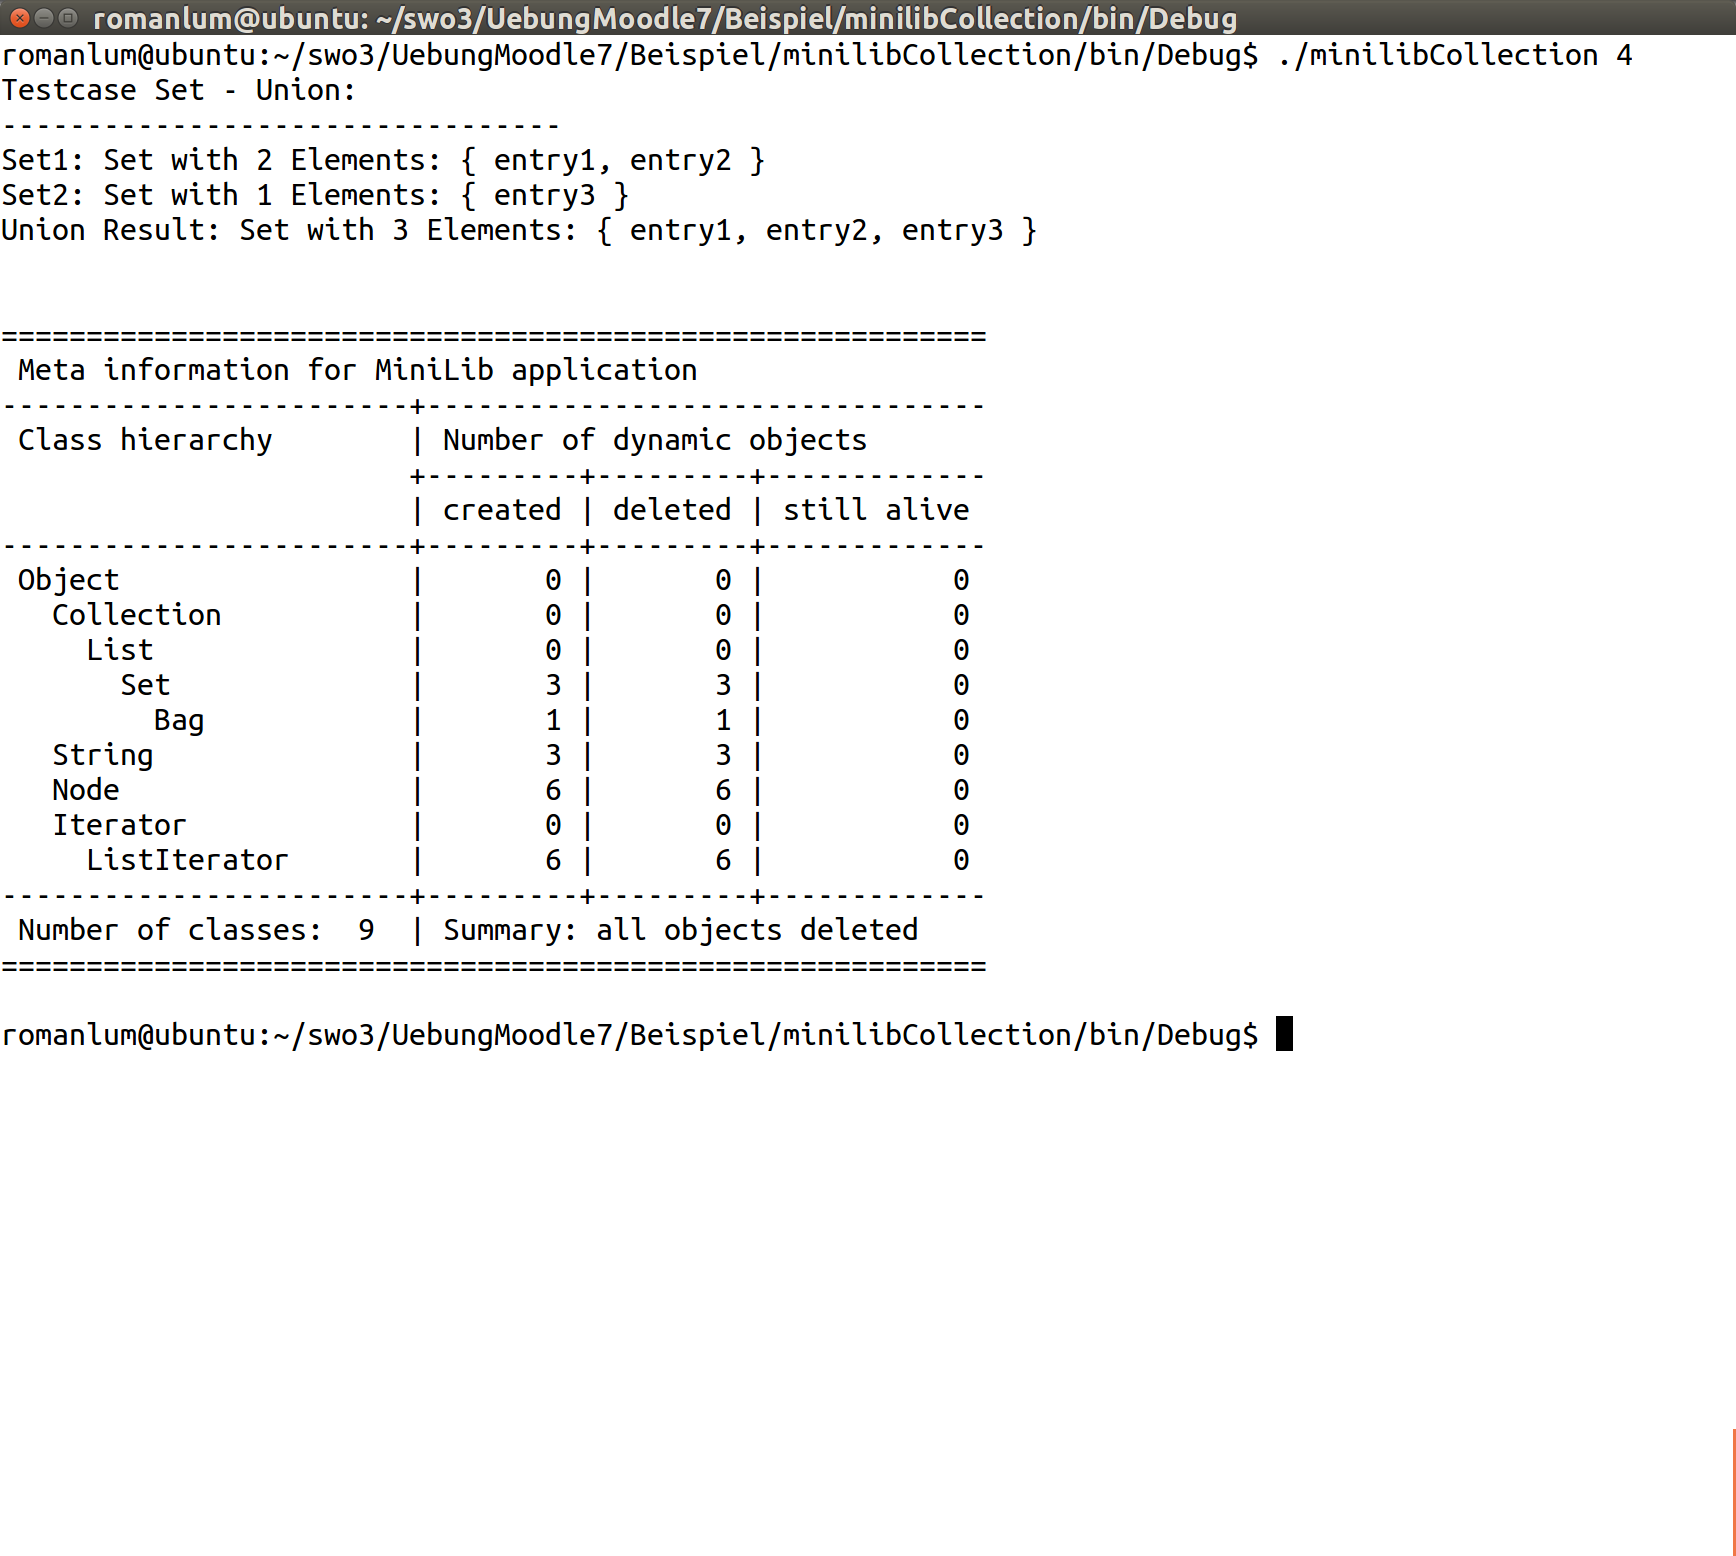 romanlum@ubuntu: ~/swo3/UebungMoodle7/Beispiel/minilibCollection/bin/Debug
romanlum@ubuntu:~/swo3/UebungMoodle7/Beispiel/minilibCollection/bin/Debug$ ./minilibCollection 4
Testcase Set - Union:
---------------------------------
Set1: Set with 2 Elements: { entry1, entry2 }
Set2: Set with 1 Elements: { entry3 }
Union Result: Set with 3 Elements: { entry1, entry2, entry3 }
==========================================================
 Meta information for MiniLib application
------------------------+---------------------------------
 Class hierarchy        | Number of dynamic objects
                        +---------+---------+-------------
                        | created | deleted | still alive
------------------------+---------+---------+-------------
 Object                 |       0 |       0 |           0
   Collection           |       0 |       0 |           0
     List               |       0 |       0 |           0
       Set              |       3 |       3 |           0
         Bag            |       1 |       1 |           0
   String               |       3 |       3 |           0
   Node                 |       6 |       6 |           0
   Iterator             |       0 |       0 |           0
     ListIterator       |       6 |       6 |           0
------------------------+---------+---------+-------------
 Number of classes:  9  | Summary: all objects deleted
==========================================================
romanlum@ubuntu:~/swo3/UebungMoodle7/Beispiel/minilibCollection/bin/Debug$